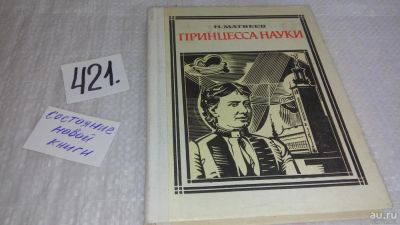 421.
состояние
новой
книги
Н. МАТВЕЕВ
ПРИНЦЕССА НАУКИ
au.ru